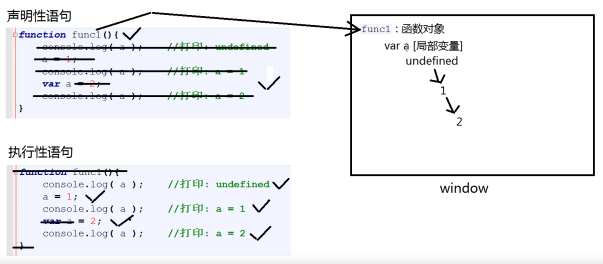 声明性语句
function func1(){
console.log( a ); //打印: undefined
a = 1;
console.log( a ); //打印: a = 1
var a = 2;
console.log( a ); //打印: a = 2
}
执行性语句
function func1(){
console.log( a ); //打印: undefined
a = 1;
console.log( a ); //打印: a = 1
var a = 2;
console.log( a ); //打印: a = 2
}
func1 : 函数对象
var a [局部变量]
undefined
1
2
window